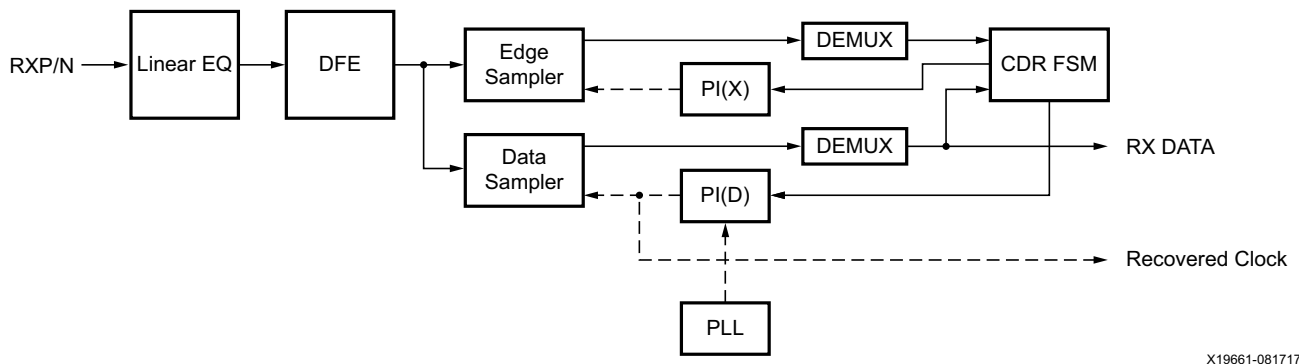 RXP/N
Linear EQ
DFE
Edge
Sampler
DEMUX
CDR FSM
PI(X)
Data
Sampler
DEMUX
RX DATA
PI(D)
Recovered Clock
PLL
X19661-081717